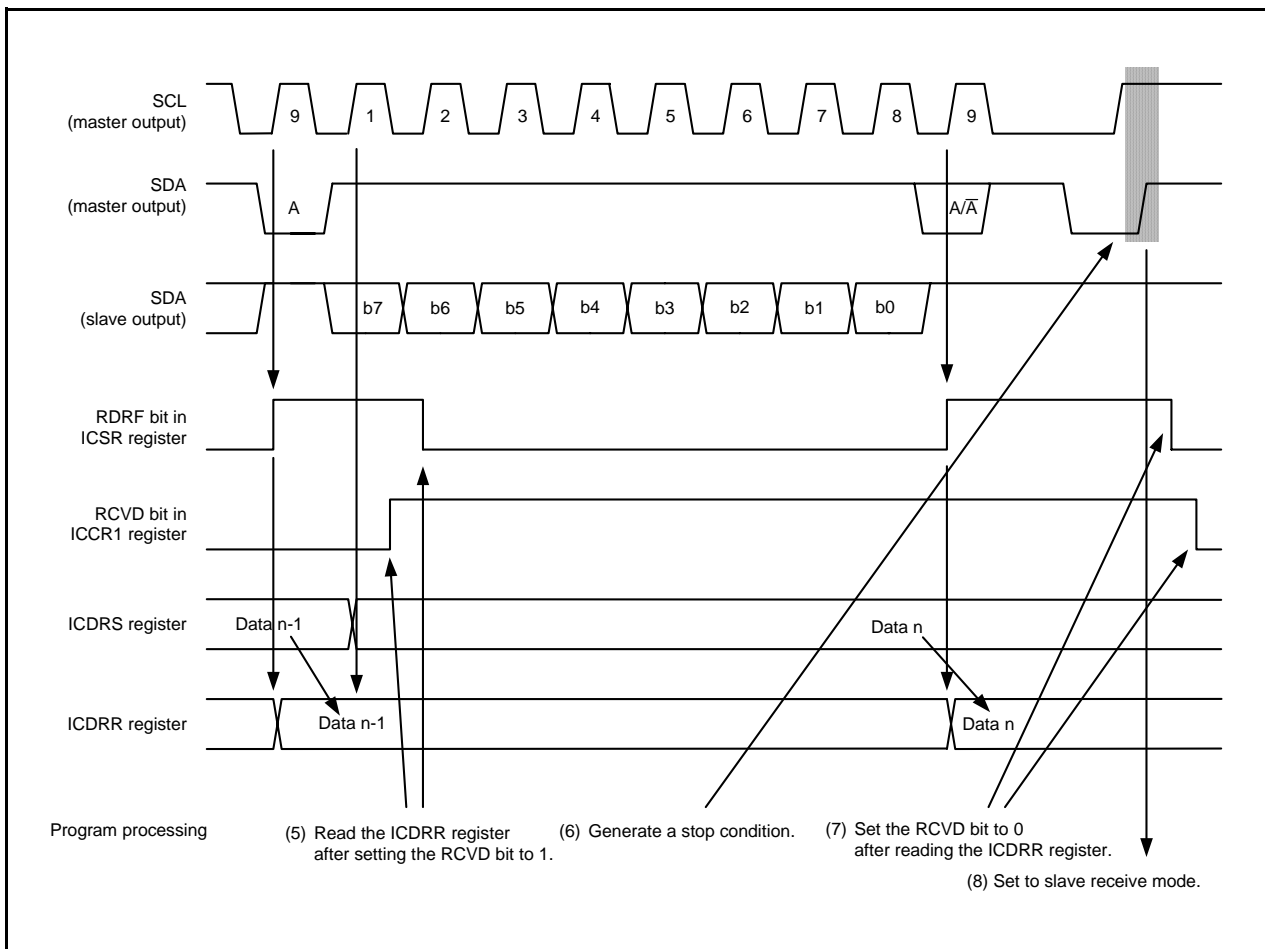 SCL
(master output)
9
1
2
3
4
5
6
7
8
9
SDA
(master output)
A
A/A̅
SDA
(slave output)
b7
b6
b5
b4
b3
b2
b1
b0
RDRF bit in
ICSR register
RCVD bit in
ICCR1 register
ICDRS register
Data n-1
Data n
ICDRR register
Data n-1
Data n
Program processing
(5) Read the ICDRR register
after setting the RCVD bit to 1.
(6) Generate a stop condition.
(7) Set the RCVD bit to 0
after reading the ICDRR register.
(8) Set to slave receive mode.